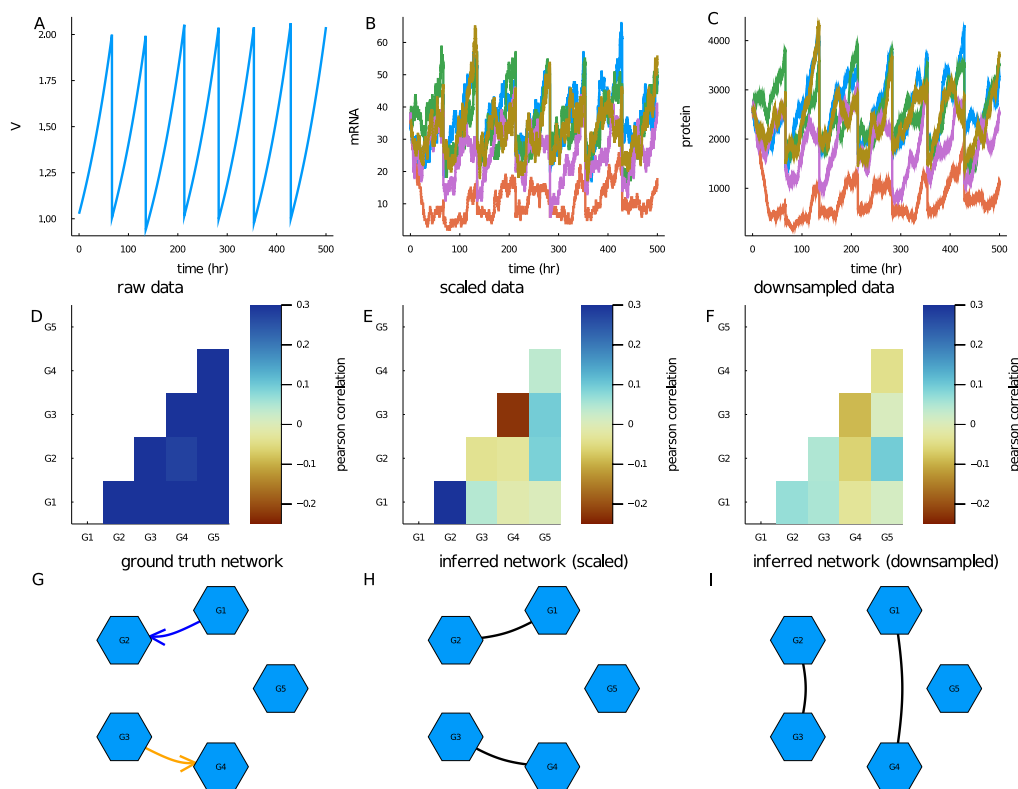 A
B
C
2.00
1.75
1.50
1.25
1.00
V
0
100
200
300
400
500
time (hr)
60
50
40
30
20
10
mRNA
0
100
200
300
400
500
time (hr)
4000
3000
2000
1000
protein
0
100
200
300
400
500
time (hr)
raw data
scaled data
downsampled data
D
G5
G4
G3
G2
G1
G1
G2
G3
G4
G5
0.3
0.2
0.1
0
−0.1
−0.2
pearson correlation
E
G5
G4
G3
G2
G1
G1
G2
G3
G4
G5
0.3
0.2
0.1
0
−0.1
−0.2
pearson correlation
F
G5
G4
G3
G2
G1
G1
G2
G3
G4
G5
0.3
0.2
0.1
0
−0.1
−0.2
pearson correlation
ground truth network
inferred network (scaled)
inferred network (downsampled)
G
G1
G2
G5
G3
G4
H
G1
G2
G5
G3
G4
I
G1
G2
G5
G3
G4